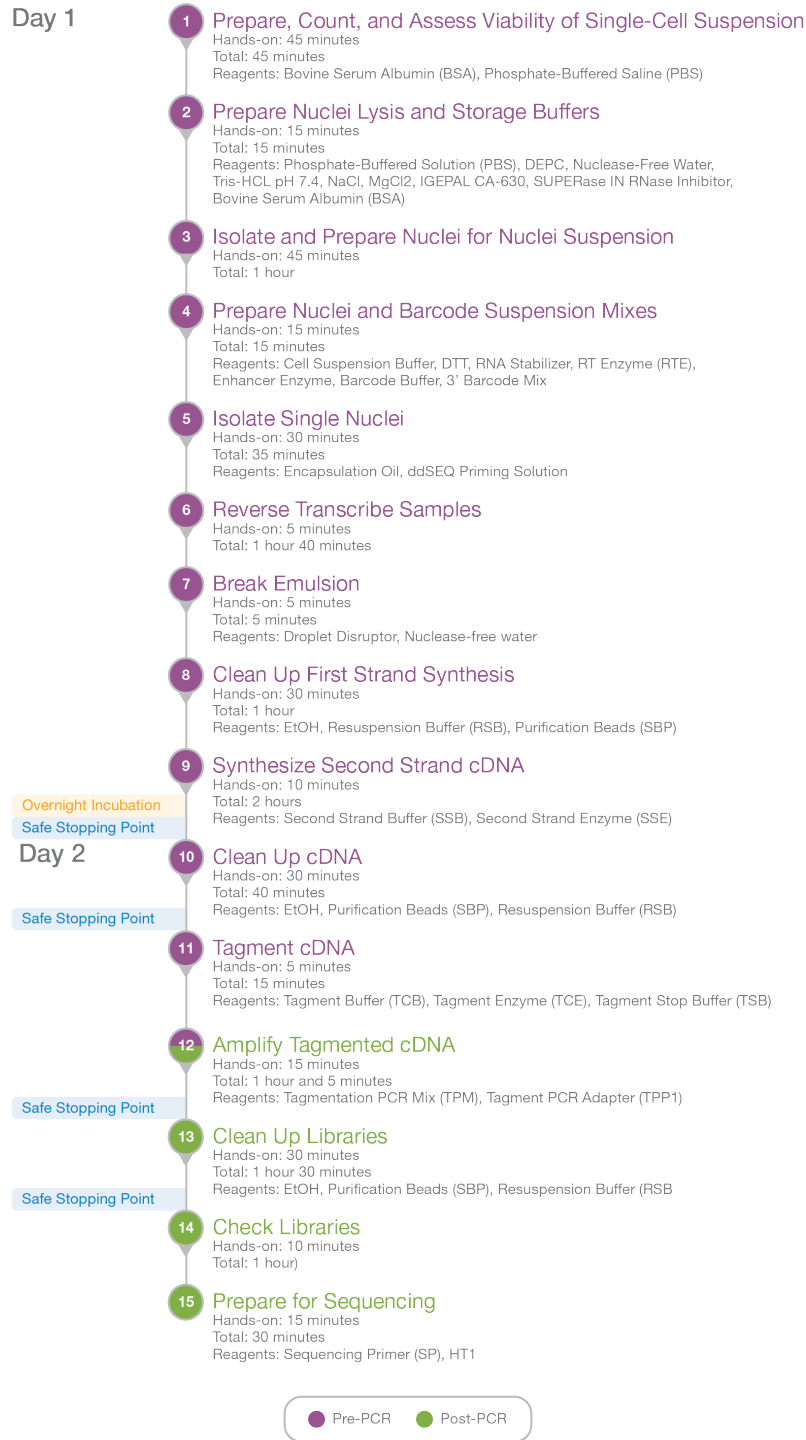 Day 1
1
Prepare, Count, and Assess Viability of Single-Cell Suspension
Hands-on: 45 minutes
Total: 45 minutes
Reagents: Bovine Serum Albumin (BSA), Phosphate-Buffered Saline (PBS)
2
Prepare Nuclei Lysis and Storage Buffers
Hands-on: 15 minutes
Total: 15 minutes
Reagents: Phosphate-Buffered Solution (PBS), DEPC, Nuclease-Free Water,
Tris-HCL pH 7.4, NaCl, MgCl2, IGEPAL CA-630, SUPERase IN RNase Inhibitor,
Bovine Serum Albumin (BSA)
3
Isolate and Prepare Nuclei for Nuclei Suspension
Hands-on: 45 minutes
Total: 1 hour
4
Prepare Nuclei and Barcode Suspension Mixes
Hands-on: 15 minutes
Total: 15 minutes
Reagents: Cell Suspension Buffer, DTT, RNA Stabilizer, RT Enzyme (RTE),
Enhancer Enzyme, Barcode Buffer, 3’ Barcode Mix
5
Isolate Single Nuclei
Hands-on: 30 minutes
Total: 35 minutes
Reagents: Encapsulation Oil, ddSEQ Priming Solution
6
Reverse Transcribe Samples
Hands-on: 5 minutes
Total: 1 hour 40 minutes
7
Break Emulsion
Hands-on: 5 minutes
Total: 5 minutes
Reagents: Droplet Disruptor, Nuclease-free water
8
Clean Up First Strand Synthesis
Hands-on: 30 minutes
Total: 1 hour
Reagents: EtOH, Resuspension Buffer (RSB), Purification Beads (SBP)
9
Synthesize Second Strand cDNA
Hands-on: 10 minutes
Total: 2 hours
Reagents: Second Strand Buffer (SSB), Second Strand Enzyme (SSE)
Overnight Incubation
Safe Stopping Point
Day 2
10
Clean Up cDNA
Hands-on: 30 minutes
Total: 40 minutes
Reagents: EtOH, Purification Beads (SBP), Resuspension Buffer (RSB)
Safe Stopping Point
11
Tagment cDNA
Hands-on: 5 minutes
Total: 15 minutes
Reagents: Tagment Buffer (TCB), Tagment Enzyme (TCE), Tagment Stop Buffer (TSB)
12
Amplify Tagmented cDNA
Hands-on: 15 minutes
Total: 1 hour and 5 minutes
Reagents: Tagmentation PCR Mix (TPM), Tagment PCR Adapter (TPP1)
Safe Stopping Point
13
Clean Up Libraries
Hands-on: 30 minutes
Total: 1 hour 30 minutes
Reagents: EtOH, Purification Beads (SBP), Resuspension Buffer (RSB
Safe Stopping Point
14
Check Libraries
Hands-on: 10 minutes
Total: 1 hour)
15
Prepare for Sequencing
Hands-on: 15 minutes
Total: 30 minutes
Reagents: Sequencing Primer (SP), HT1
Pre-PCR
Post-PCR